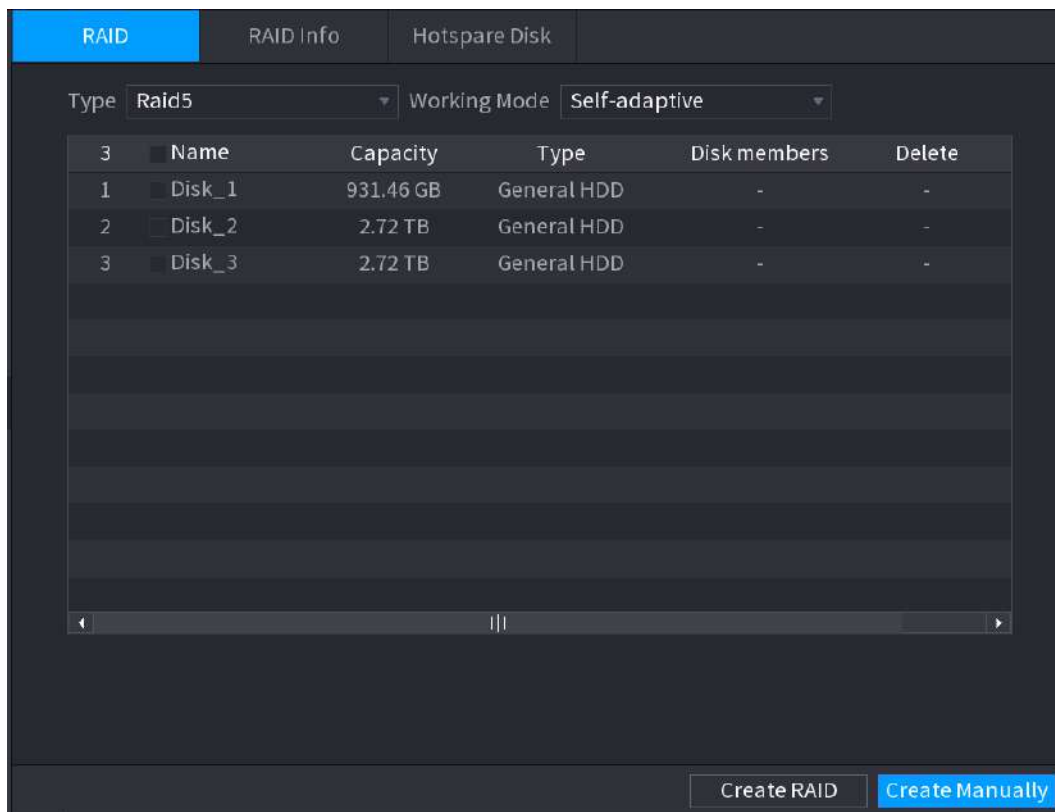 RAID RAID Info Hotspare Disk
Type Raid5 Working Mode Self-adaptive
3 Name Capacity Type Disk members Delete
1 Disk_1 931.46 GB General HDD - -
2 Disk_2 2.72 TB General HDD - -
3 Disk_3 2.72 TB General HDD - -
Create RAID Create Manually